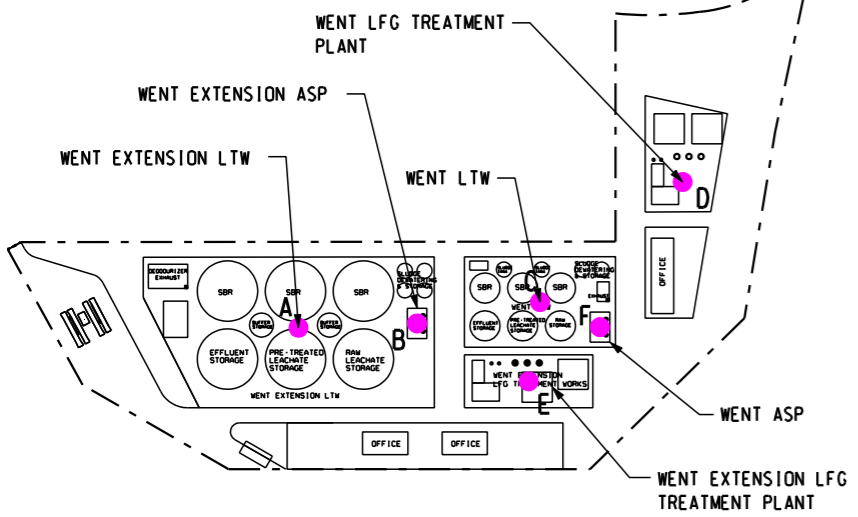 WENT LFG TREATMENT
PLANT
WENT EXTENSION ASP
WENT EXTENSION LTW
WENT LTW
D
OFFICE
DEODOURIZER
EXHAUST
SBR
SBR
SBR
SLUDGE
DEWATERING
& STORAGE
A
BUFFER
STORAGE
BUFFER
STORAGE
B
EFFLUENT
STORAGE
PRE-TREATED
LEACHATE
STORAGE
RAW
LEACHATE
STORAGE
WENT EXTENSION LTW
SLUDGE
DEWATERING
& STORAGE
SBR
SBR
SBR
C
EXHAUST
WENT
F
EFFLUENT
STORAGE
PRE-TREATED
LEACHATE
STORAGE
RAW
STORAGE
WENT EXTENSION
LFG TREATMENT WORKS
E
WENT ASP
OFFICE
OFFICE
WENT EXTENSION LFG
TREATMENT PLANT